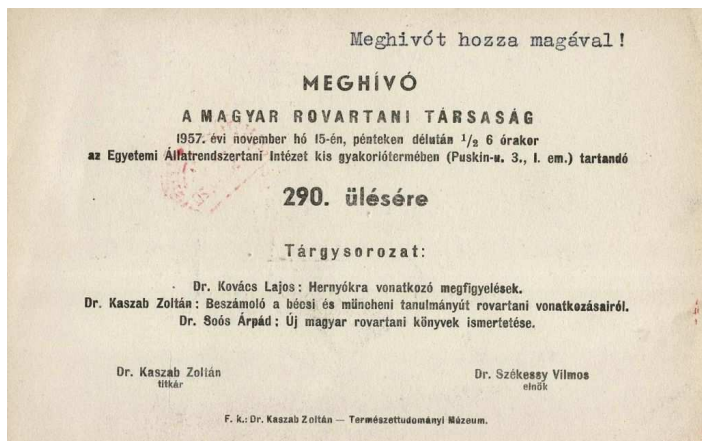 Meghivót hozza magával!
MEGHÍVÓ
A MAGYAR ROVARTANI TÁRSASÁG
1957. évi november hó 15-én, pénteken délután 1/2 6 órakor
az Egyetemi Állatrendszertani Intézet kis gyakoriótermében (Puskin-u. 3., I. em.) tartandó
290. ülésére
Tárgysorozat:
Dr. Kovács Lajos: Hernyókra vonatkozó megfigyelések.
Dr. Kaszab Zoltán: Beszámoló a bécsi és müncheni tanulmányút rovartani vonatkozásairól.
Dr. Soós Árpád: Új magyar rovartani könyvek ismertetése.
Dr. Kaszab Zoltán
titkár
Dr. Székessy Vilmos
elnök
F. k.: Dr. Kaszab Zoltán — Természettudományi Múzeum.